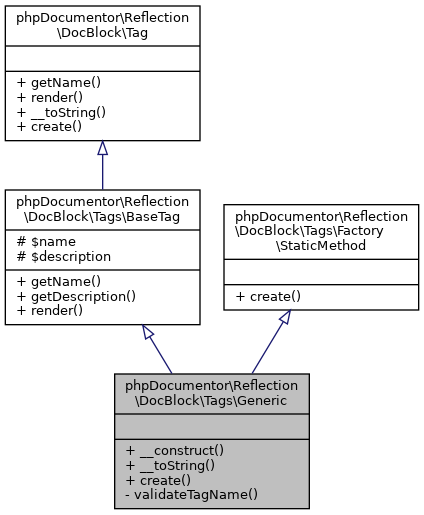 phpDocumentor\Reflection
\DocBlock\Tag
+ getName()
+ render()
+ __toString()
+ create()
phpDocumentor\Reflection
\DocBlock\Tags\BaseTag
# $name
# $description
+ getName()
+ getDescription()
+ render()
phpDocumentor\Reflection
\DocBlock\Tags\Factory
\StaticMethod
+ create()
phpDocumentor\Reflection
\DocBlock\Tags\Generic
+ __construct()
+ __toString()
+ create()
- validateTagName()